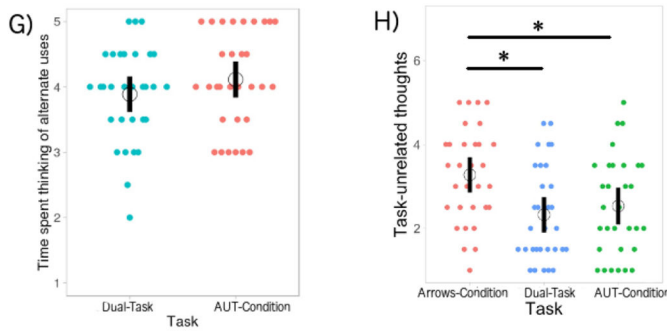 G)
Time spent thinking of alternate uses
5
4
3
2
1
Dual-Task
AUT-Condition
Task
H)
*
*
Task-unrelated thoughts
6
4
2
Arrows-Condition
Dual-Task
AUT-Condition
Task